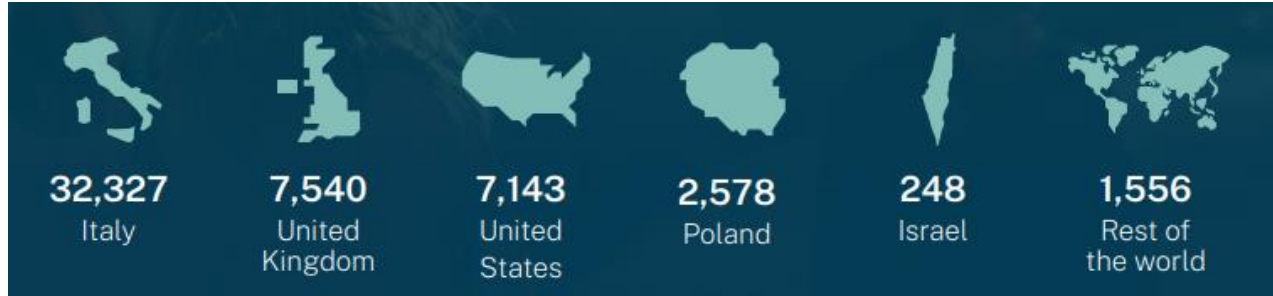 32,327
Italy
7,540
United
Kingdom
7,143
United
States
2,578
Poland
248
Israel
1,556
Rest of
the world